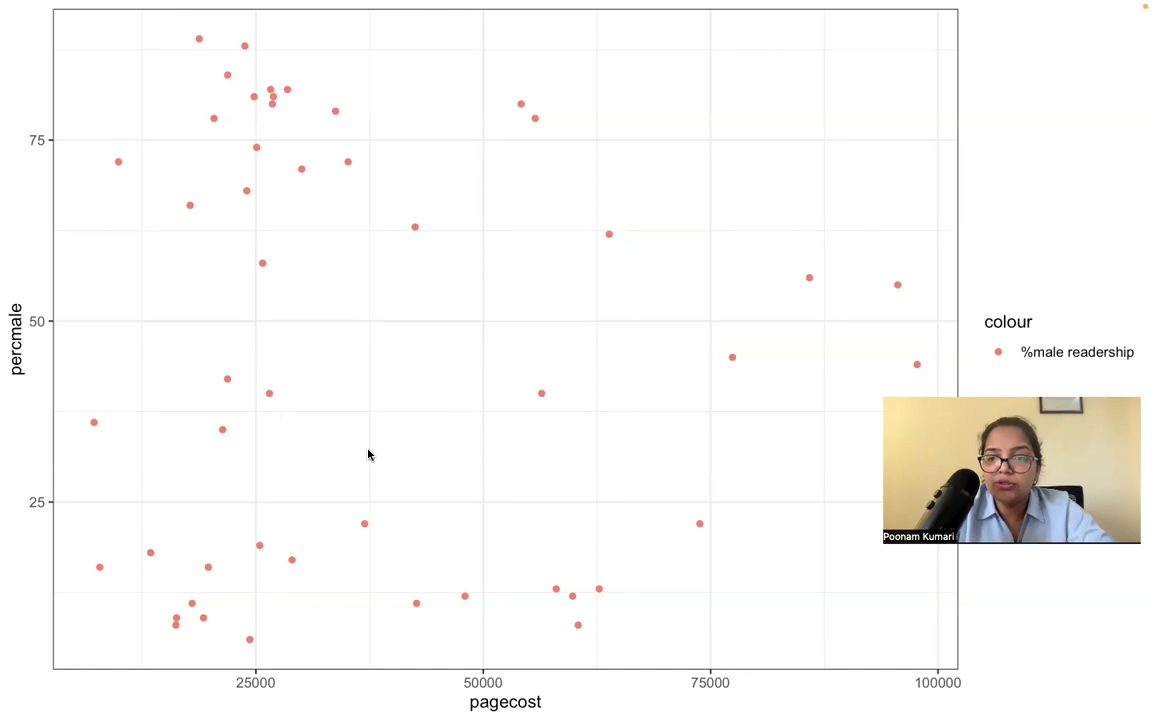 75
50
25
percmale
25000
50000
75000
100000
pagecost
colour
%male readership
Poonam Kumari